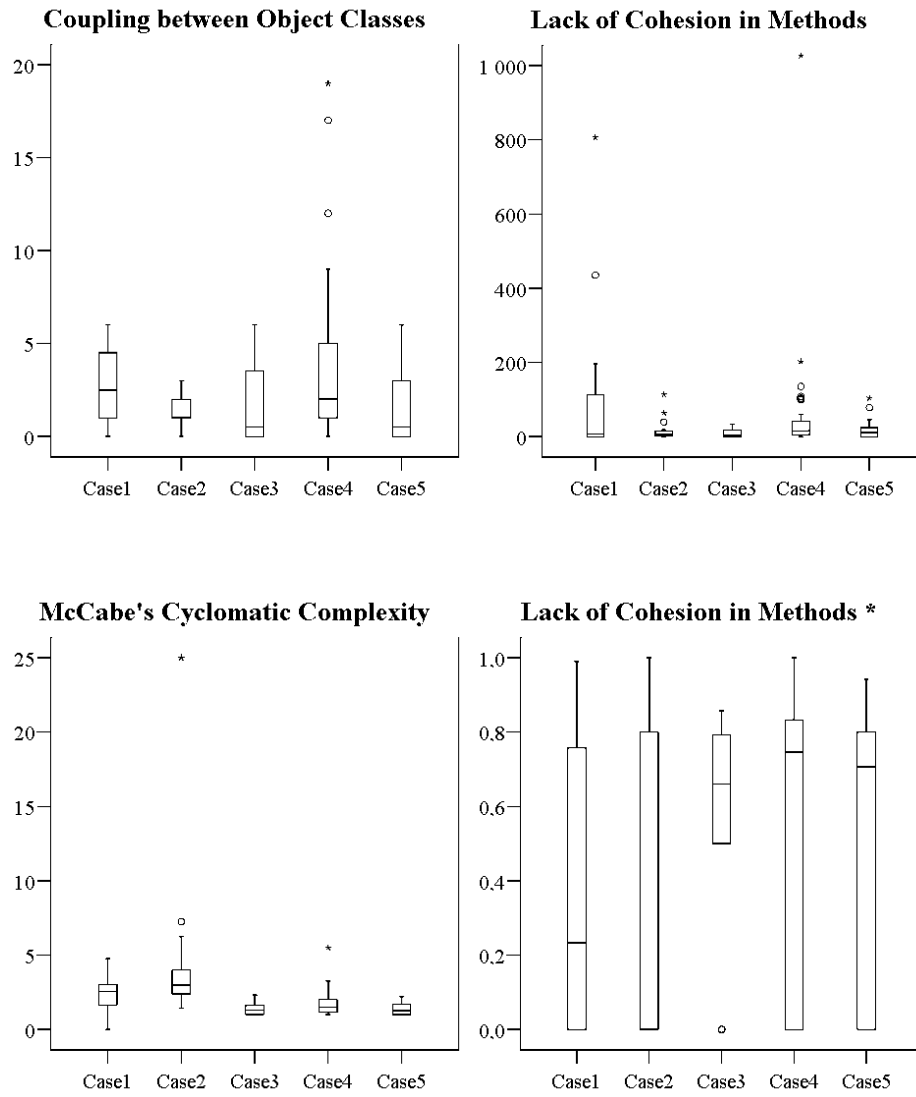 Coupling between Object Classes
20
15
10
5
0
Case1 Case2 Case3 Case4 Case5
Lack of Cohesion in Methods
1 000
800
600
400
200
0
Case1 Case2 Case3 Case4 Case5
McCabe's Cyclomatic Complexity
25
20
15
10
5
0
Case1 Case2 Case3 Case4 Case5
Lack of Cohesion in Methods *
1,0
0,8
0,6
0,4
0,2
0,0
Case1 Case2 Case3 Case4 Case5